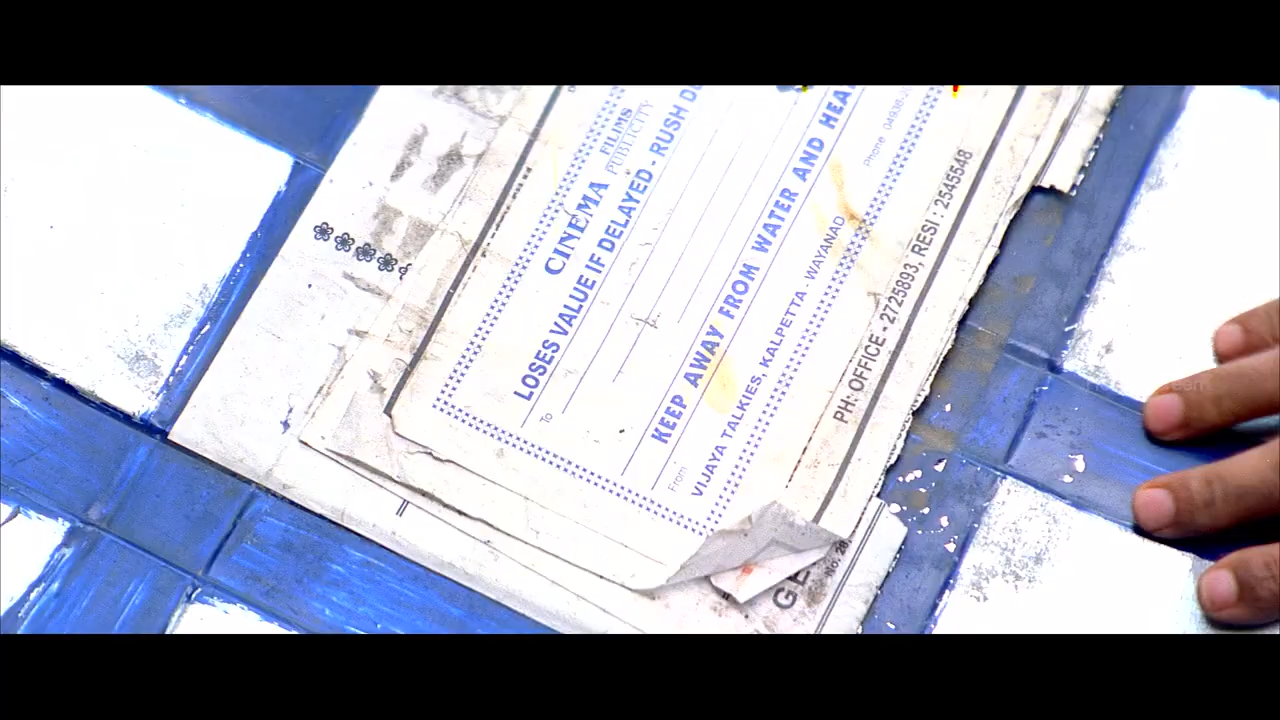 CINEMA FILMS PUBLICITY
LOSES VALUE IF DELAYED - RUSH
To
KEEP AWAY FROM WATER AND
From
VIJAYA TALKIES, KALPETTA - WAYANAD
Phone
PH: OFFICE - 2725893, RESI : 2545548